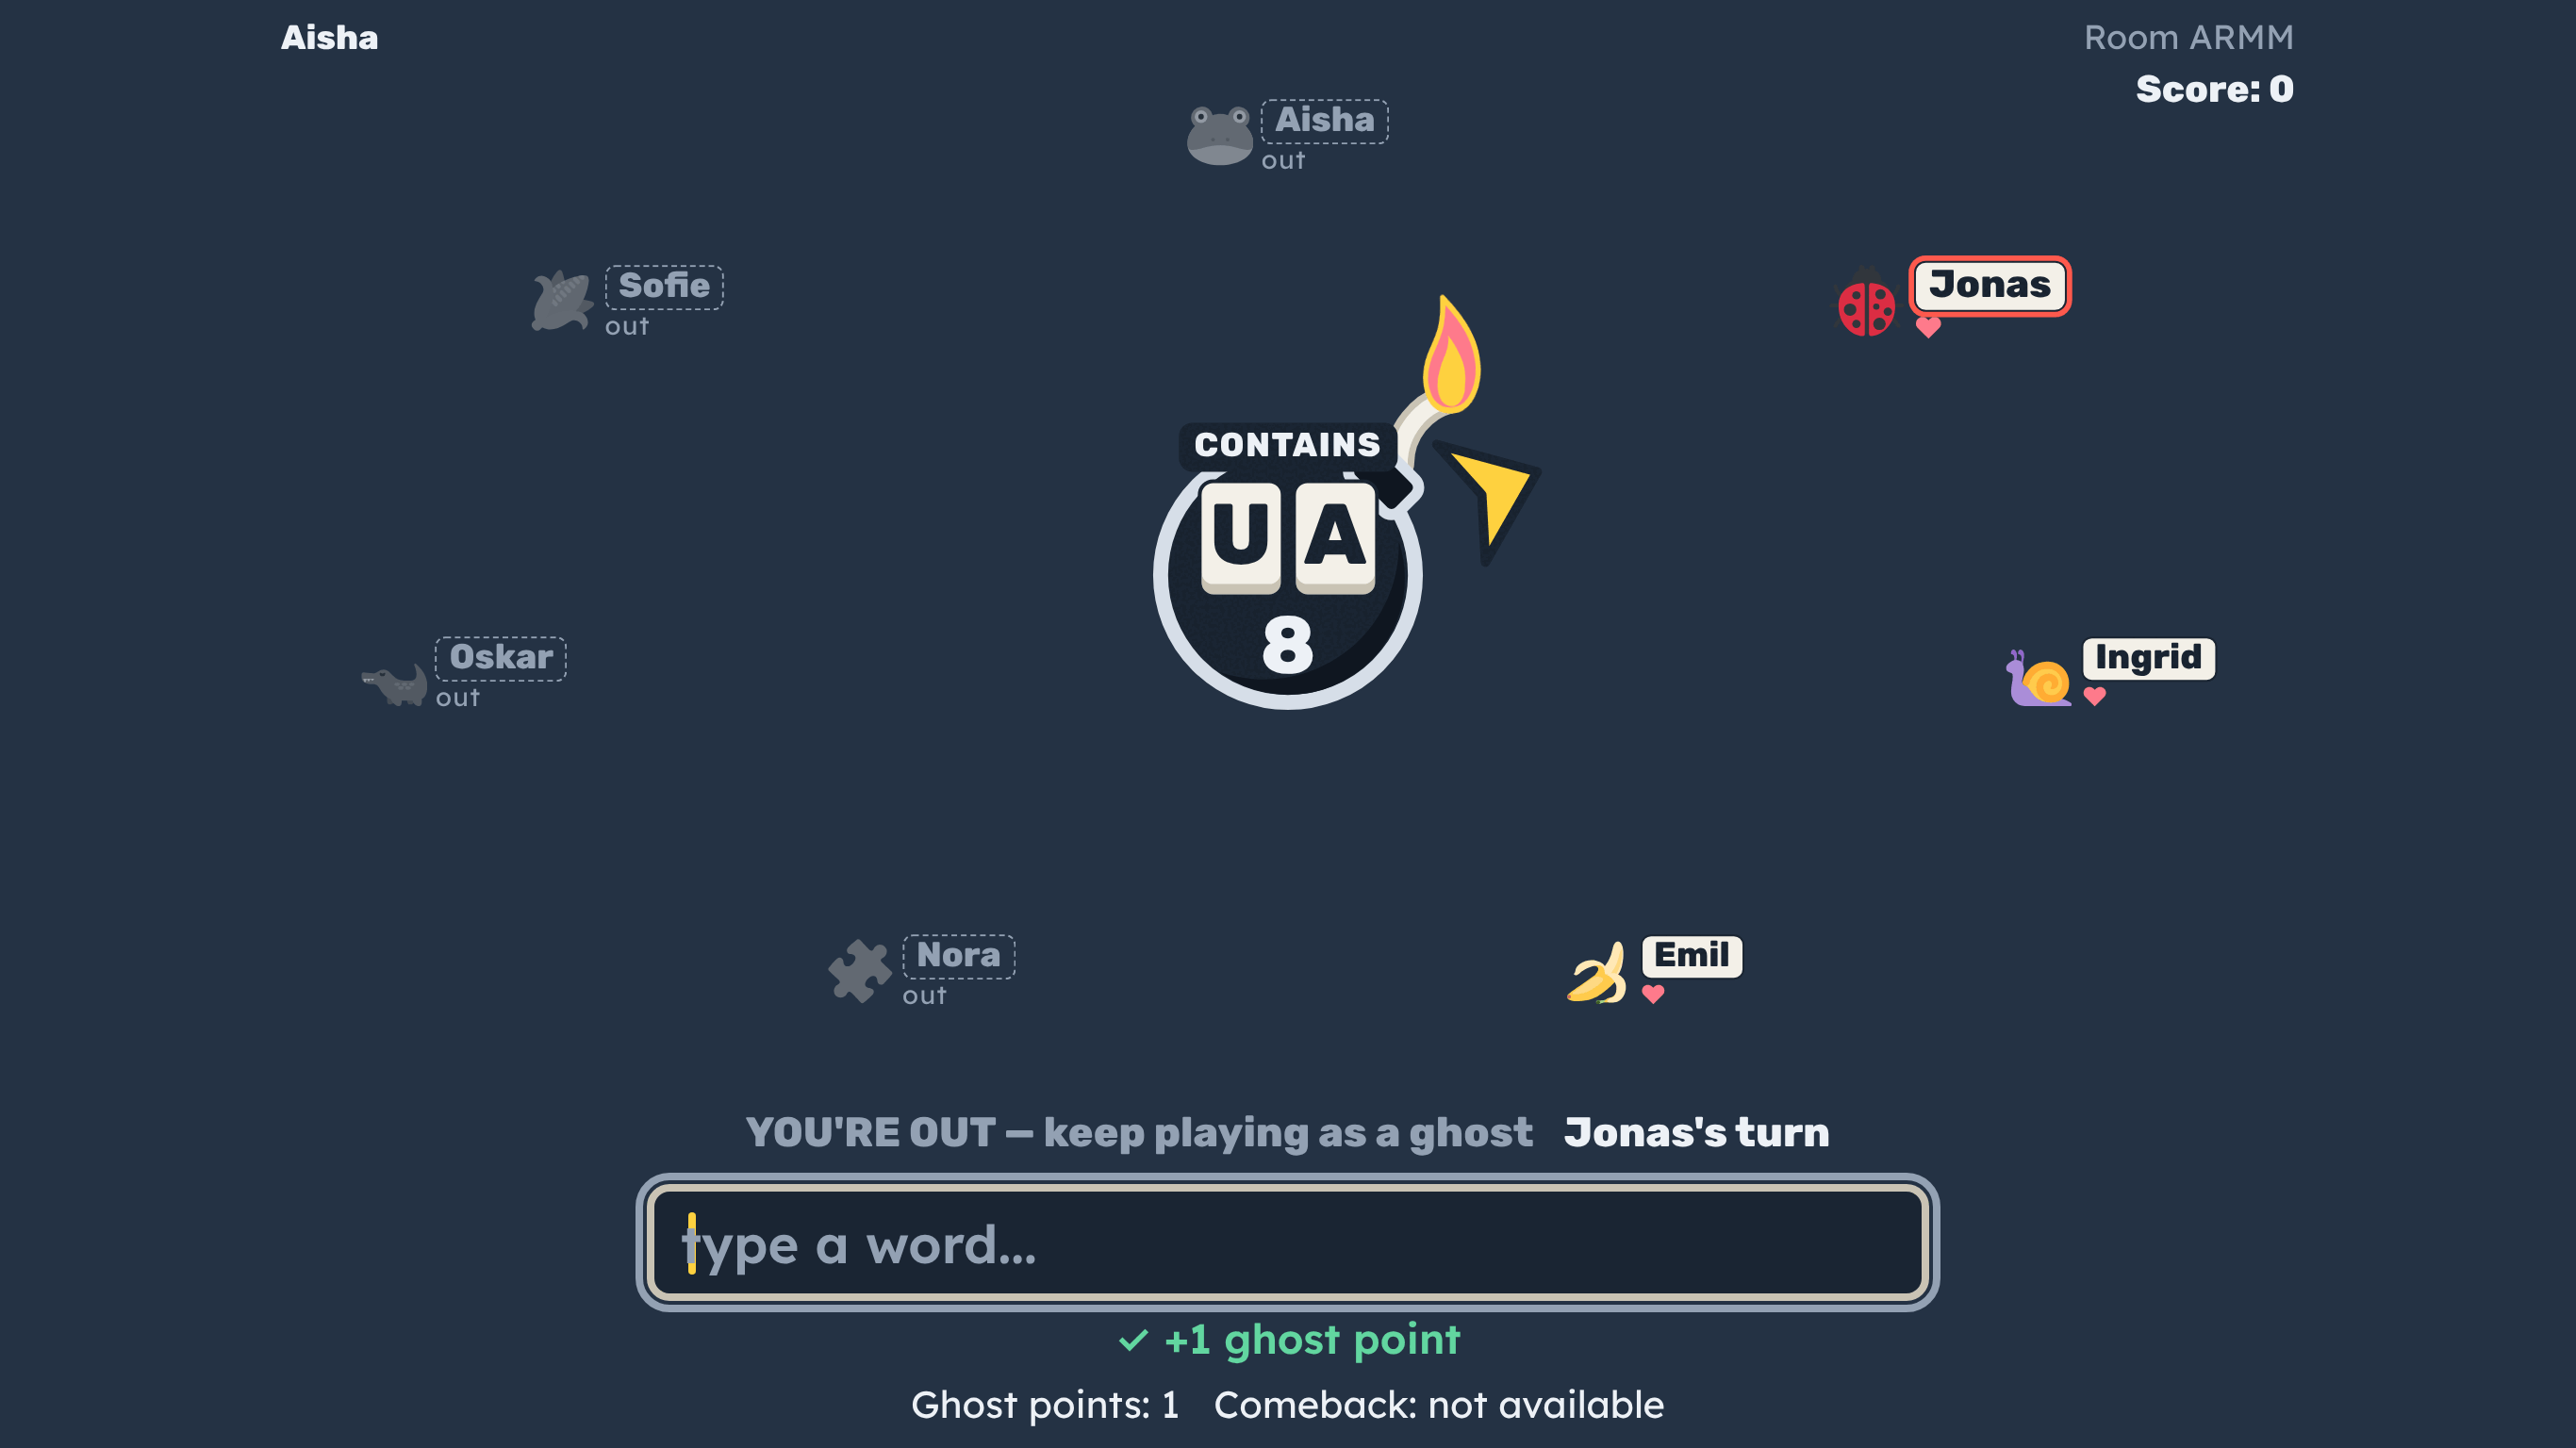 Aisha
Room ARMM
Score: 0
Aisha
out
Sofie
out
Jonas
CONTAINS
UA
8
Oskar
out
Ingrid
Nora
out
Emil
YOU'RE OUT — keep playing as a ghost Jonas's turn
type a word...
✓ +1 ghost point
Ghost points: 1 Comeback: not available